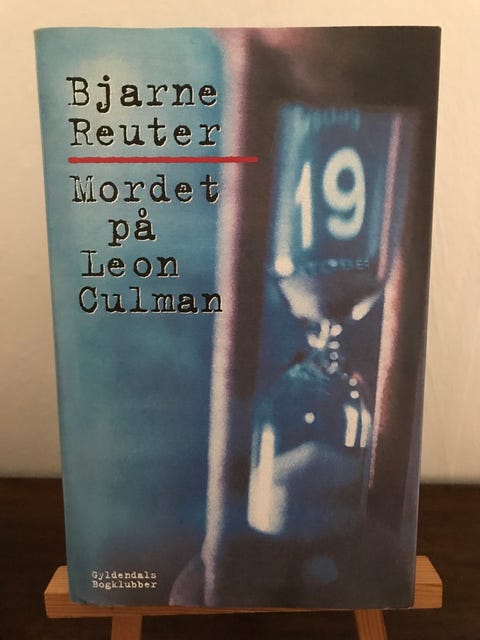 Bjarne
Reuter
Mordet
på
Leon
Culman
19
Gyldendals
Bogklubber